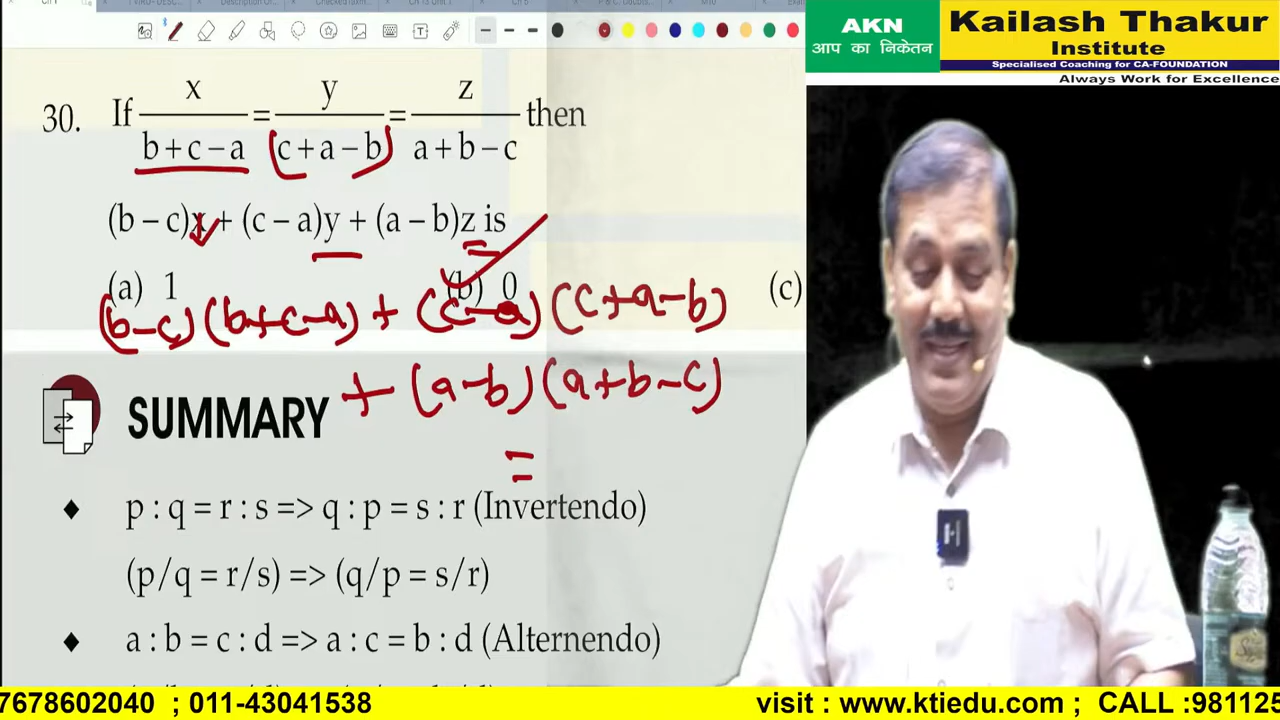 AKN
आप का निकेतन
Kailash Thakur
Institute
Specialised Coaching for CA-FOUNDATION
Always Work for Excellence
30. If x/(b+c−a) = y/(c+a−b) = z/(a+b−c) then
(b – c)x + (c – a)y + (a – b)z is
(a) 1 (b) 0 (c)
(b-c)(b+c-a) + (c-a)(c+a-b)
+ (a-b)(a+b-c)
=
SUMMARY
♦ p : q = r : s => q : p = s : r (Invertendo)
(p/q = r/s) => (q/p = s/r)
♦ a : b = c : d => a : c = b : d (Alternendo)
7678602040 ; 011-43041538 visit : www.ktiedu.com ; CALL :981125